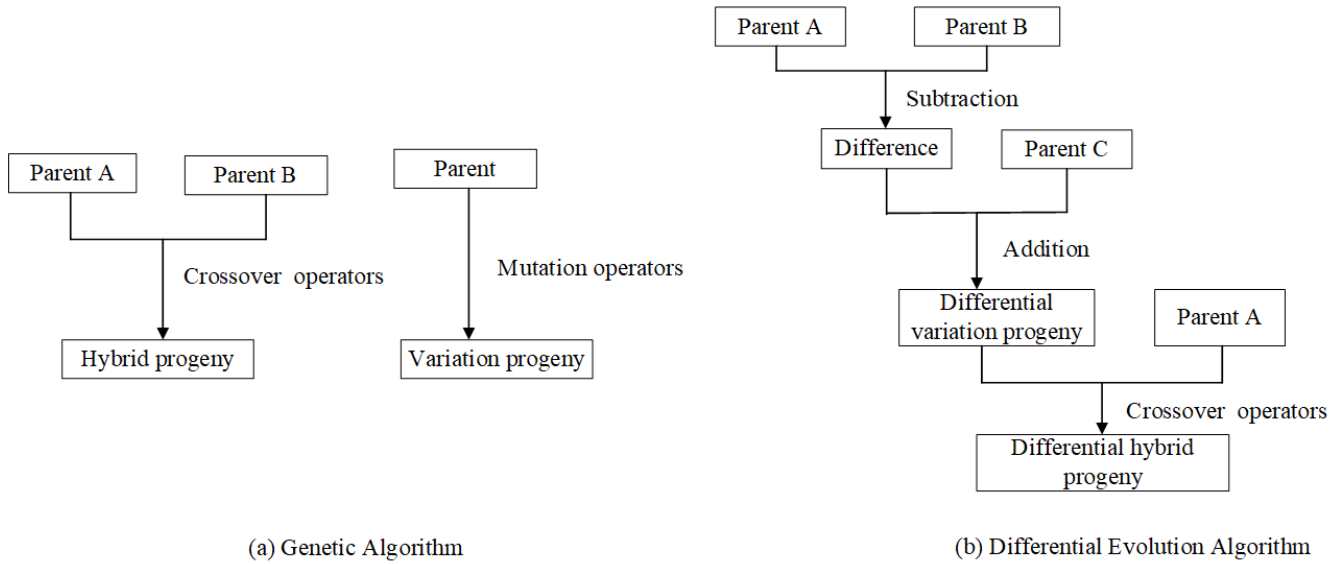 Parent A
Parent B
Crossover operators
Hybrid progeny
Parent
Mutation operators
Variation progeny
(a) Genetic Algorithm
Parent A
Parent B
Subtraction
Difference
Parent C
Addition
Differential
variation progeny
Parent A
Crossover operators
Differential hybrid
progeny
(b) Differential Evolution Algorithm